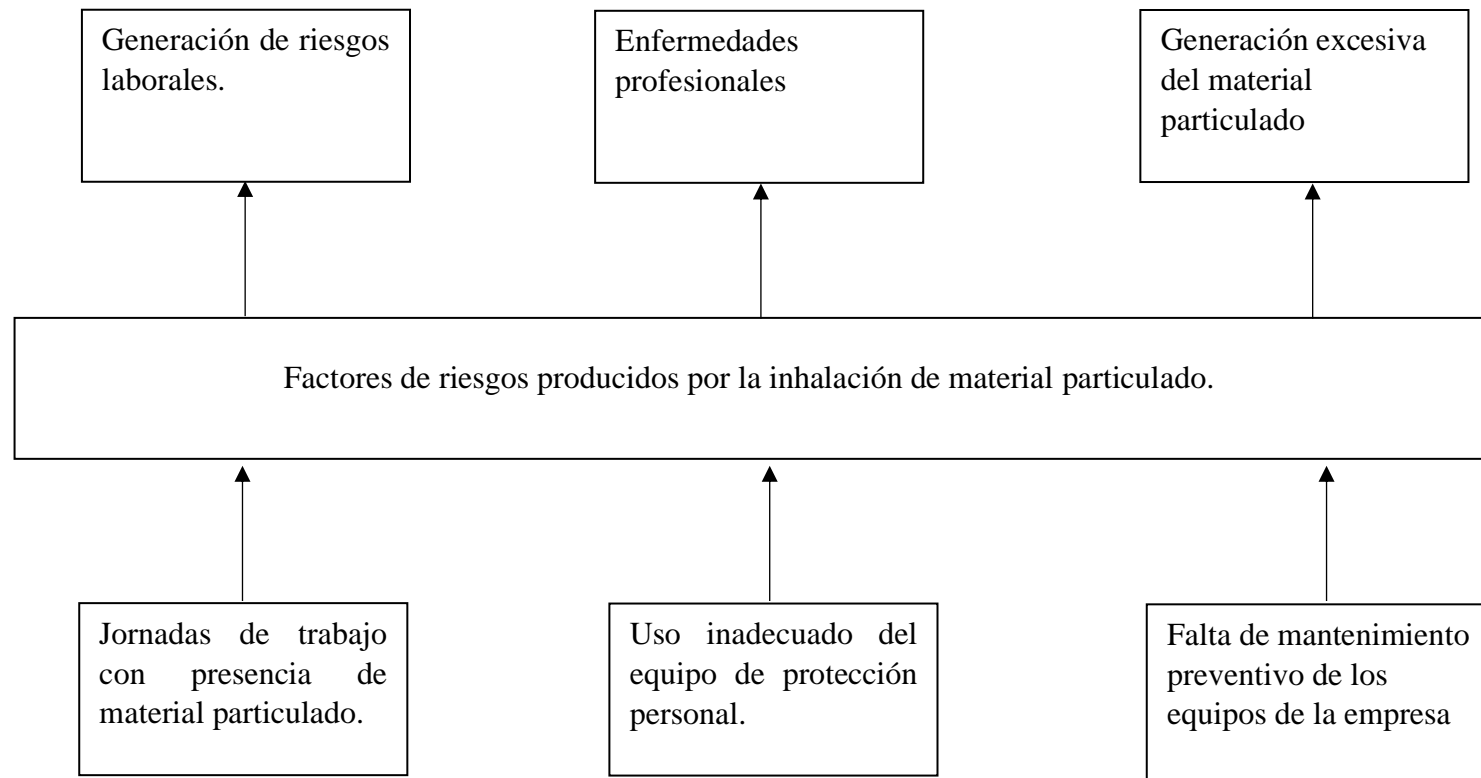 Generación de riesgos
laborales.
Enfermedades
profesionales
Generación excesiva
del material
particulado
Factores de riesgos producidos por la inhalación de material particulado.
Jornadas de trabajo
con presencia de
material particulado.
Uso inadecuado del
equipo de protección
personal.
Falta de mantenimiento
preventivo de los
equipos de la empresa